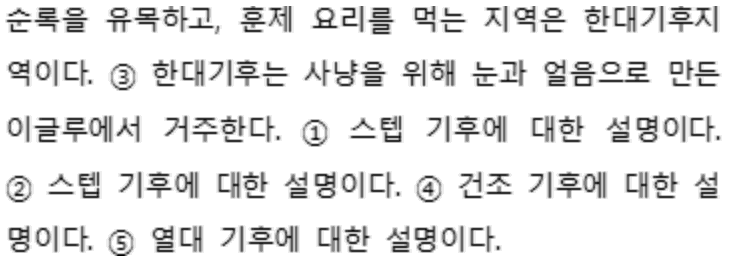 순록을 유목하고, 훈제 요리를 먹는 지역은 한대기후지
역이다. ③ 한대기후는 사냥을 위해 눈과 얼음으로 만든
이글루에서 거주한다. ① 스텝 기후에 대한 설명이다.
② 스텝 기후에 대한 설명이다. ④ 건조 기후에 대한 설
명이다. ⑤ 열대 기후에 대한 설명이다.